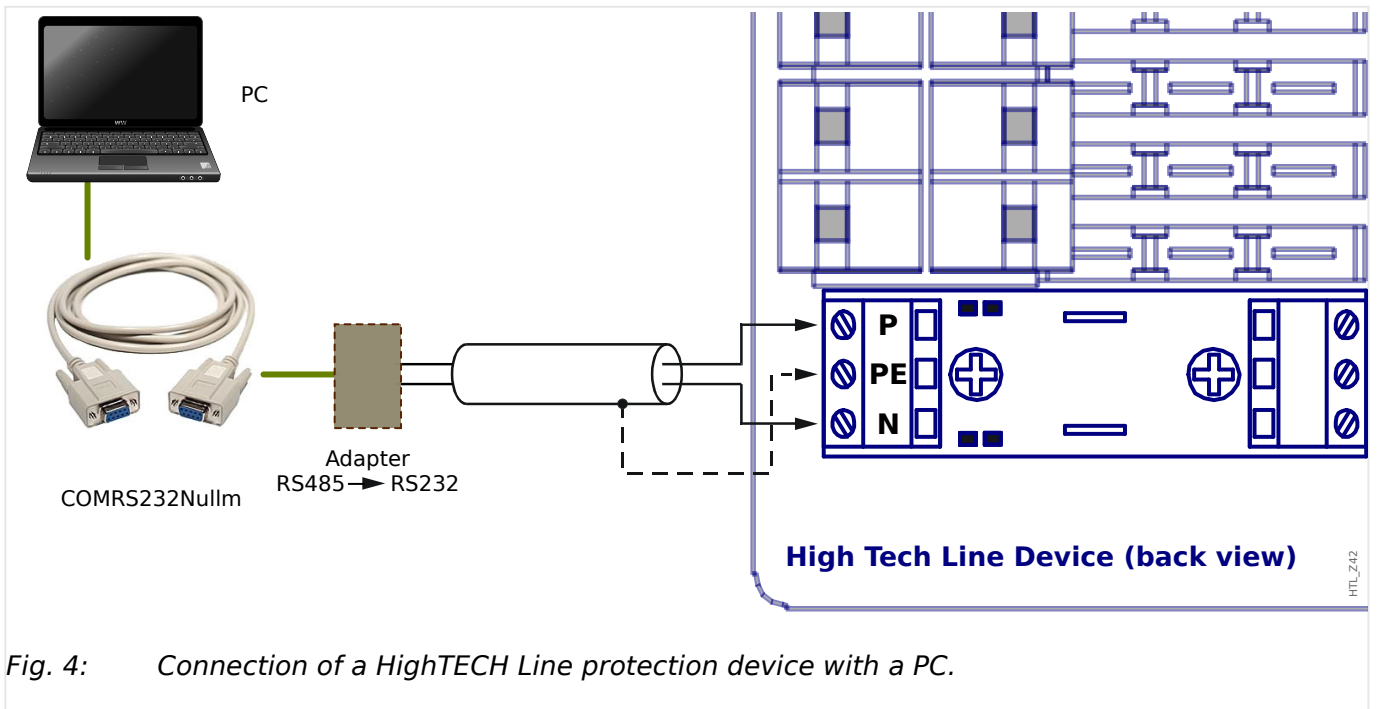 PC
COMRS232Nullm
Adapter
RS485 → RS232
P
PE
N
High Tech Line Device (back view)
HTL_Z42
Fig. 4: Connection of a HighTECH Line protection device with a PC.